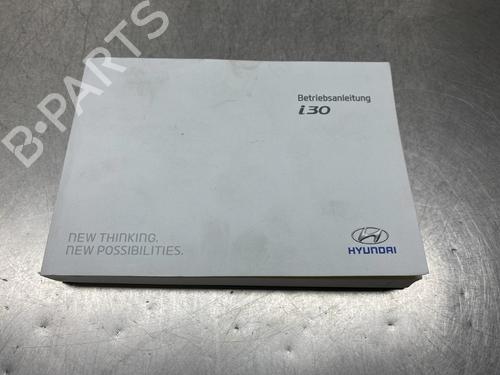 B-PARTS
Betriebsanleitung
i30
NEW THINKING.
NEW POSSIBILITIES.
HYUNDAI